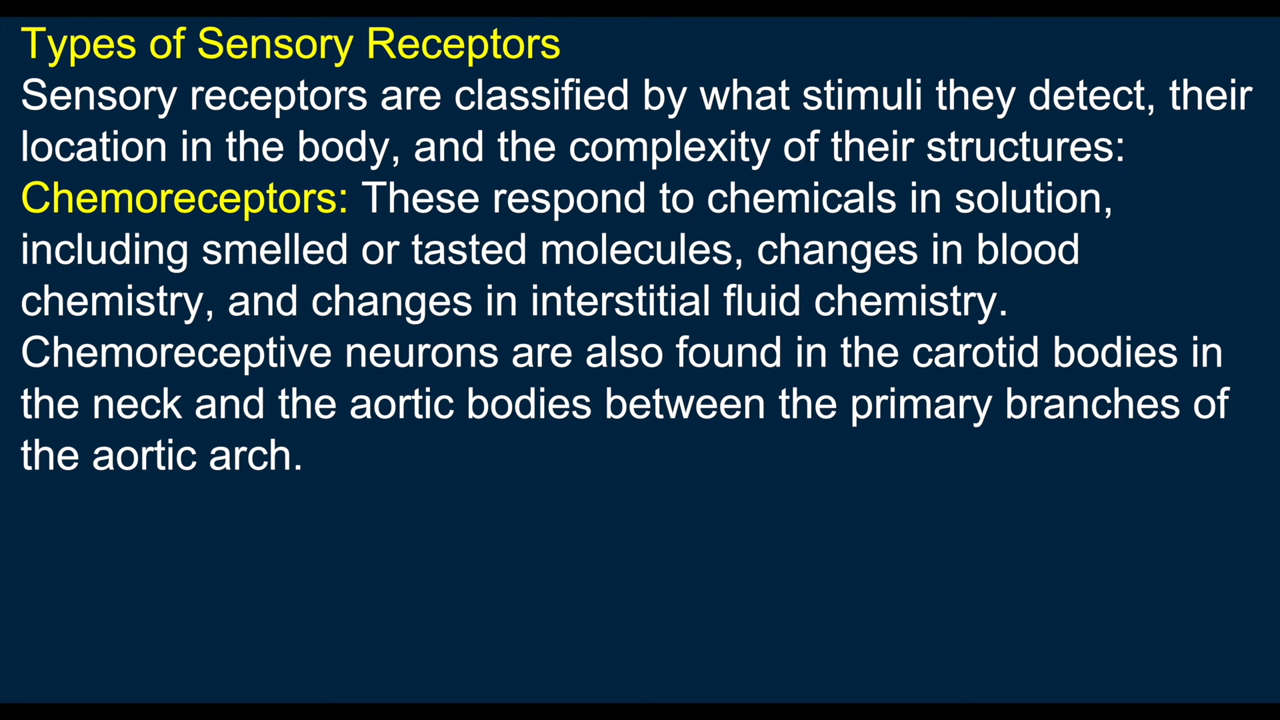 Types of Sensory Receptors
Sensory receptors are classified by what stimuli they detect, their
location in the body, and the complexity of their structures:
Chemoreceptors: These respond to chemicals in solution,
including smelled or tasted molecules, changes in blood
chemistry, and changes in interstitial fluid chemistry.
Chemoreceptive neurons are also found in the carotid bodies in
the neck and the aortic bodies between the primary branches of
the aortic arch.